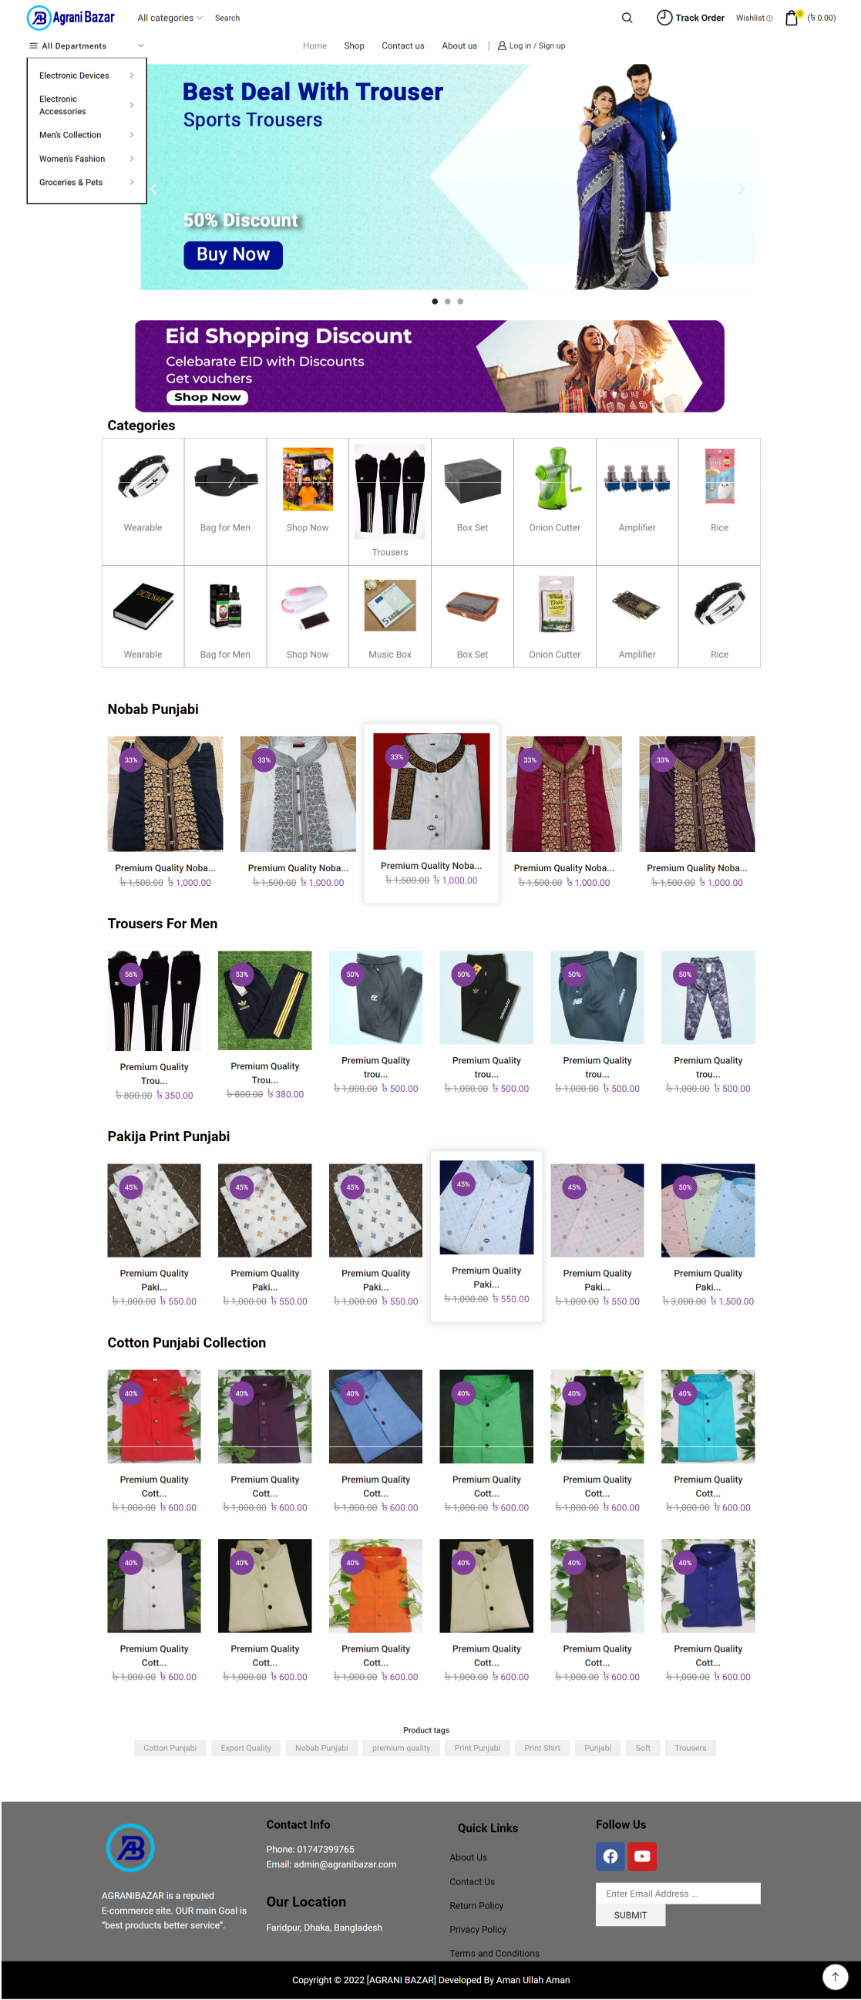 Agrani Bazar
All categories
Search
Track Order
Wishlist
0
(৳ 0.00)
All Departments
Home
Shop
Contact us
About us
Log in / Sign up
Electronic Devices
Electronic
Accessories
Men's Collection
Women's Fashion
Groceries & Pets
Best Deal With Trouser
Sports Trousers
50% Discount
Buy Now
Eid Shopping Discount
Celebarate EID with Discounts
Get vouchers
Shop Now
Categories
Wearable
Bag for Men
Shop Now
Trousers
Box Set
Onion Cutter
Amplifier
Rice
Wearable
Bag for Men
Shop Now
Music Box
Box Set
Onion Cutter
Amplifier
Rice
Nobab Punjabi
33%
33%
33%
33%
33%
Premium Quality Noba...
৳ 1,500.00 ৳ 1,000.00
Premium Quality Noba...
৳ 1,500.00 ৳ 1,000.00
Premium Quality Noba...
৳ 1,500.00 ৳ 1,000.00
Premium Quality Noba...
৳ 1,500.00 ৳ 1,000.00
Premium Quality Noba...
৳ 1,500.00 ৳ 1,000.00
Trousers For Men
56%
53%
50%
50%
50%
50%
Premium Quality
Trou...
৳ 800.00 ৳ 350.00
Premium Quality
Trou...
৳ 800.00 ৳ 380.00
Premium Quality
trou...
৳ 1,000.00 ৳ 500.00
Premium Quality
trou...
৳ 1,000.00 ৳ 500.00
Premium Quality
trou...
৳ 1,000.00 ৳ 500.00
Premium Quality
trou...
৳ 1,000.00 ৳ 500.00
Pakija Print Punjabi
45%
45%
45%
45%
45%
50%
Premium Quality
Paki...
৳ 1,000.00 ৳ 550.00
Premium Quality
Paki...
৳ 1,000.00 ৳ 550.00
Premium Quality
Paki...
৳ 1,000.00 ৳ 550.00
Premium Quality
Paki...
৳ 1,000.00 ৳ 550.00
Premium Quality
Paki...
৳ 1,000.00 ৳ 550.00
Premium Quality
Paki...
৳ 3,000.00 ৳ 1,500.00
Cotton Punjabi Collection
40%
40%
40%
40%
40%
40%
Premium Quality
Cott...
৳ 1,000.00 ৳ 600.00
Premium Quality
Cott...
৳ 1,000.00 ৳ 600.00
Premium Quality
Cott...
৳ 1,000.00 ৳ 600.00
Premium Quality
Cott...
৳ 1,000.00 ৳ 600.00
Premium Quality
Cott...
৳ 1,000.00 ৳ 600.00
Premium Quality
Cott...
৳ 1,000.00 ৳ 600.00
40%
40%
40%
40%
40%
40%
Premium Quality
Cott...
৳ 1,000.00 ৳ 600.00
Premium Quality
Cott...
৳ 1,000.00 ৳ 600.00
Premium Quality
Cott...
৳ 1,000.00 ৳ 600.00
Premium Quality
Cott...
৳ 1,000.00 ৳ 600.00
Premium Quality
Cott...
৳ 1,000.00 ৳ 600.00
Premium Quality
Cott...
৳ 1,000.00 ৳ 600.00
Product tags
Cotton Punjabi
Export Quality
Nobab Punjabi
premium quality
Print Punjabi
Print Shirt
Punjabi
Soft
Trousers
AGRANIBAZAR is a reputed
E-commerce site. OUR main Goal is
"best products better service".
Contact Info
Phone: 01747399765
Email: admin@agranibazar.com
Our Location
Faridpur, Dhaka, Bangladesh
Quick Links
About Us
Contact Us
Return Policy
Privacy Policy
Terms and Conditions
Follow Us
Enter Email Address ...
SUBMIT
Copyright © 2022 [AGRANI BAZAR] Developed By Aman Ullah Aman